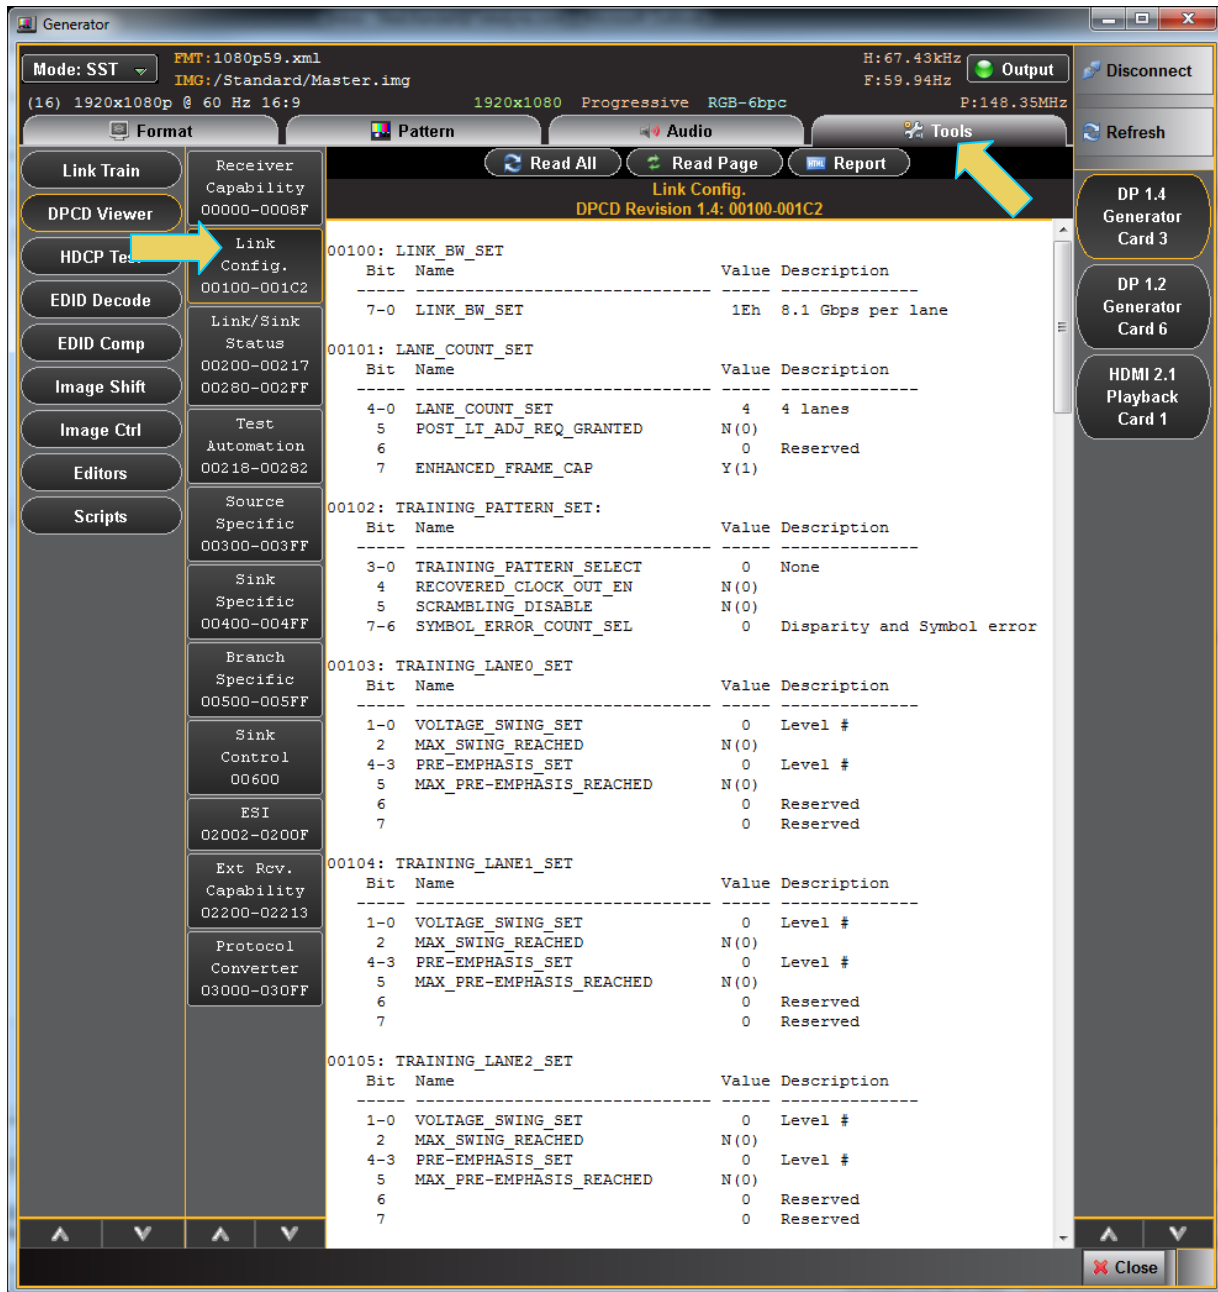 Generator
Mode: SST
FMT:1080p59.xml
IMG:/Standard/Master.img
H:67.43kHz
F:59.94Hz
Output
(16) 1920x1080p @ 60 Hz 16:9
1920x1080 Progressive RGB-6bpc
P:148.35MHz
Disconnect
Refresh
Format
Pattern
Audio
Tools
Link Train
DPCD Viewer
EDID Decode
EDID Comp
Image Shift
Image Ctrl
Editors
Scripts
Receiver
Capability
00000-0008F
Link
Config.
00100-001C2
Link/Sink
Status
00200-00217
00280-002FF
Test
Automation
00218-00282
Source
Specific
00300-003FF
Sink
Specific
00400-004FF
Branch
Specific
00500-005FF
Sink
Control
00600
ESI
02002-0200F
Ext Rcv.
Capability
02200-02213
Protocol
Converter
03000-030FF
Read All
Read Page
HTML Report
Link Config.
DPCD Revision 1.4: 00100-001C2
00100: LINK_BW_SET
Bit Name Value Description
----- ------------------------------ ----- --------------
7-0 LINK_BW_SET 1Eh 8.1 Gbps per lane
00101: LANE_COUNT_SET
Bit Name Value Description
----- ------------------------------ ----- --------------
4-0 LANE_COUNT_SET 4 4 lanes
5 POST_LT_ADJ_REQ_GRANTED N(0)
6 0 Reserved
7 ENHANCED_FRAME_CAP Y(1)
00102: TRAINING_PATTERN_SET:
Bit Name Value Description
----- ------------------------------ ----- --------------
3-0 TRAINING_PATTERN_SELECT 0 None
4 RECOVERED_CLOCK_OUT_EN N(0)
5 SCRAMBLING_DISABLE N(0)
7-6 SYMBOL_ERROR_COUNT_SEL 0 Disparity and Symbol error
00103: TRAINING_LANE0_SET
Bit Name Value Description
----- ------------------------------ ----- --------------
1-0 VOLTAGE_SWING_SET 0 Level #
2 MAX_SWING_REACHED N(0)
4-3 PRE-EMPHASIS_SET 0 Level #
5 MAX_PRE-EMPHASIS_REACHED N(0)
6 0 Reserved
7 0 Reserved
00104: TRAINING_LANE1_SET
Bit Name Value Description
----- ------------------------------ ----- --------------
1-0 VOLTAGE_SWING_SET 0 Level #
2 MAX_SWING_REACHED N(0)
4-3 PRE-EMPHASIS_SET 0 Level #
5 MAX_PRE-EMPHASIS_REACHED N(0)
6 0 Reserved
7 0 Reserved
00105: TRAINING_LANE2_SET
Bit Name Value Description
----- ------------------------------ ----- --------------
1-0 VOLTAGE_SWING_SET 0 Level #
2 MAX_SWING_REACHED N(0)
4-3 PRE-EMPHASIS_SET 0 Level #
5 MAX_PRE-EMPHASIS_REACHED N(0)
6 0 Reserved
7 0 Reserved
DP 1.4
Generator
Card 3
DP 1.2
Generator
Card 6
HDMI 2.1
Playback
Card 1
Close